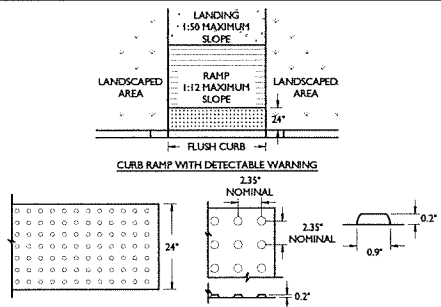 LANDING
1:50 MAXIMUM
SLOPE
LANDSCAPED
AREA
RAMP
1:12 MAXIMUM
SLOPE
LANDSCAPED
AREA
24"
FLUSH CURB
CURB RAMP WITH DETECTABLE WARNING
2.35"
NOMINAL
24"
2.35"
NOMINAL
0.2"
0.9"
0.2"